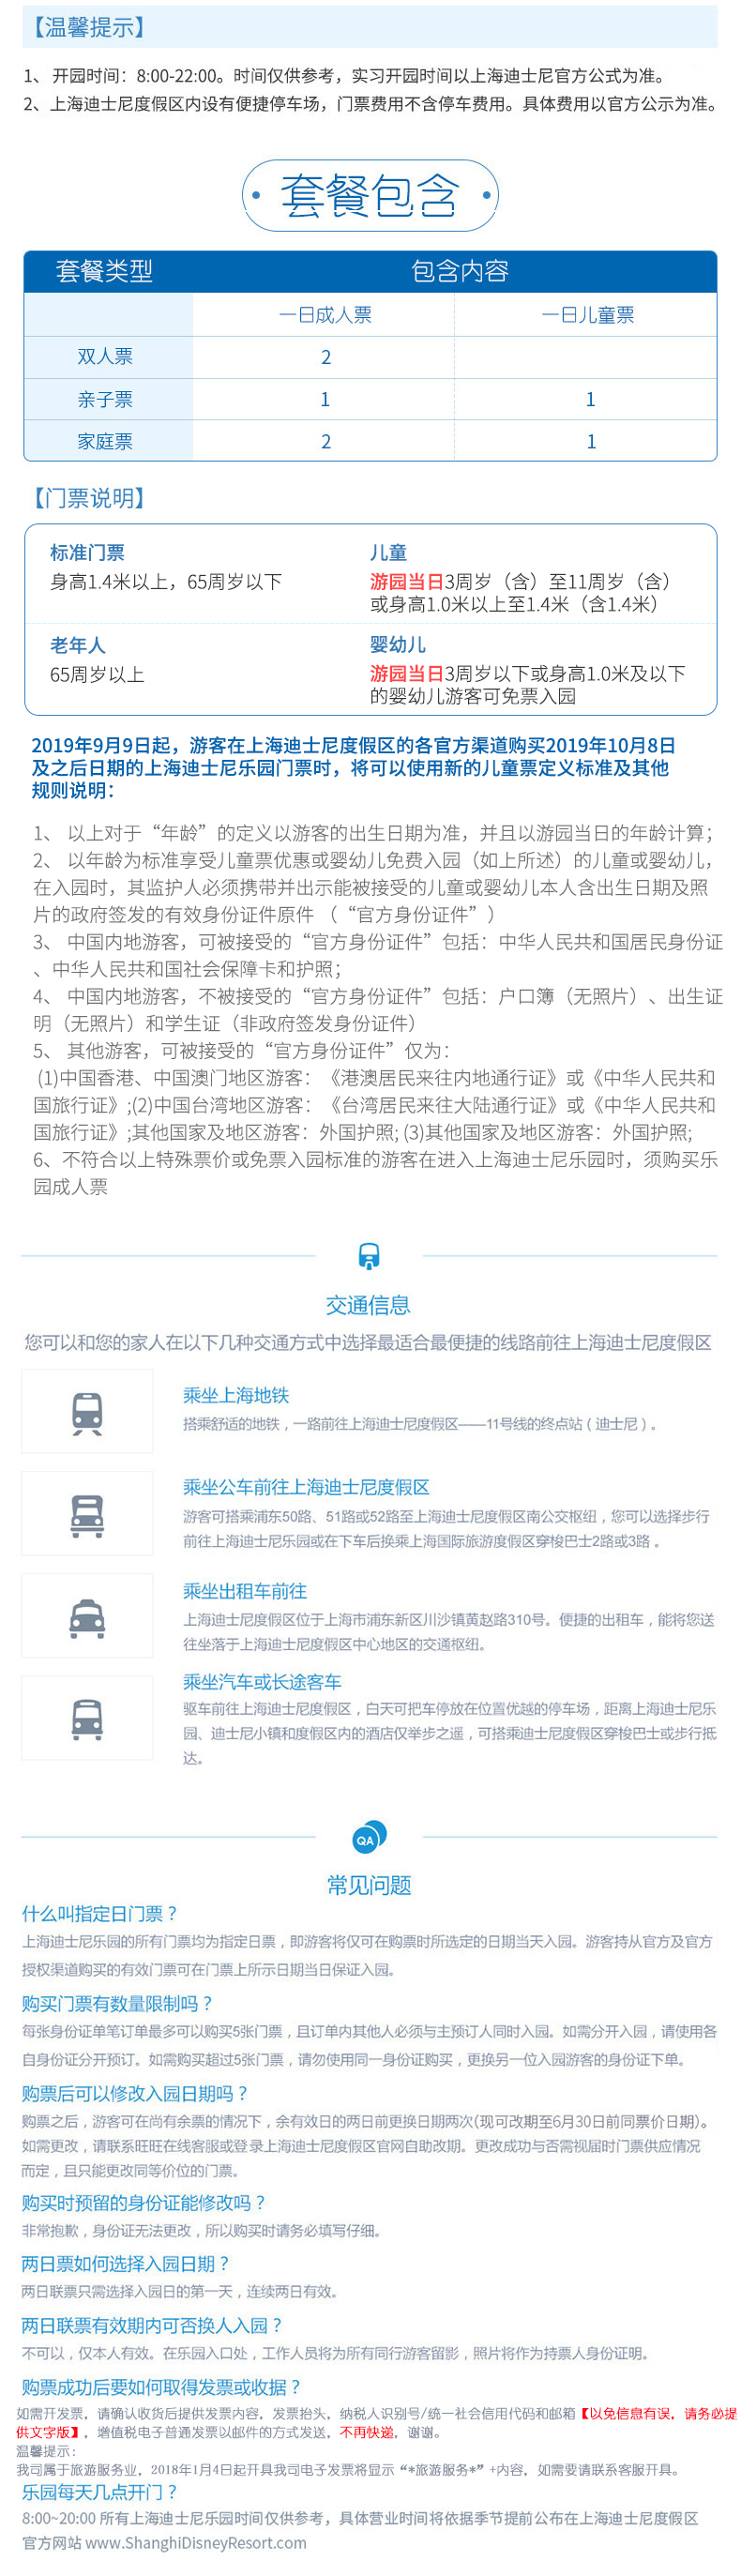 【温馨提示】
1、 开园时间：8:00-22:00。时间仅供参考，实习开园时间以上海迪士尼官方公式为准。
2、上海迪士尼度假区内设有便捷停车场，门票费用不含停车费用。具体费用以官方公示为准。
套餐包含
套餐类型 包含内容
一日成人票 一日儿童票
双人票 2
亲子票 1 1
家庭票 2 1
【门票说明】
标准门票
身高1.4米以上，65周岁以下
儿童
游园当日3周岁（含）至11周岁（含）
或身高1.0米以上至1.4米（含1.4米）
老年人
65周岁以上
婴幼儿
游园当日3周岁以下或身高1.0米及以下
的婴幼儿游客可免票入园
2019年9月9日起，游客在上海迪士尼度假区的各官方渠道购买2019年10月8日
及之后日期的上海迪士尼乐园门票时，将可以使用新的儿童票定义标准及其他
规则说明：
1、 以上对于“年龄”的定义以游客的出生日期为准，并且以游园当日的年龄计算；
2、 以年龄为标准享受儿童票优惠或婴幼儿免费入园（如上所述）的儿童或婴幼儿，
在入园时，其监护人必须携带并出示能被接受的儿童或婴幼儿本人含出生日期及照
片的政府签发的有效身份证件原件 （“官方身份证件”）
3、 中国内地游客，可被接受的“官方身份证件”包括：中华人民共和国居民身份证
、中华人民共和国社会保障卡和护照；
4、 中国内地游客，不被接受的“官方身份证件”包括：户口簿（无照片）、出生证
明（无照片）和学生证（非政府签发身份证件）
5、 其他游客，可被接受的“官方身份证件”仅为：
(1)中国香港、中国澳门地区游客：《港澳居民来往内地通行证》或《中华人民共和
国旅行证》;(2)中国台湾地区游客：《台湾居民来往大陆通行证》或《中华人民共和
国旅行证》;其他国家及地区游客：外国护照; (3)其他国家及地区游客：外国护照;
6、不符合以上特殊票价或免票入园标准的游客在进入上海迪士尼乐园时，须购买乐
园成人票
交通信息
您可以和您的家人在以下几种交通方式中选择最适合最便捷的线路前往上海迪士尼度假区
乘坐上海地铁
搭乘舒适的地铁，一路前往上海迪士尼度假区——11号线的终点站（迪士尼）。
乘坐公车前往上海迪士尼度假区
游客可搭乘浦东50路、51路或52路至上海迪士尼度假区南公交枢纽，您可以选择步行
前往上海迪士尼乐园或在下车后换乘上海国际旅游度假区穿梭巴士2路或3路 。
乘坐出租车前往
上海迪士尼度假区位于上海市浦东新区川沙镇黄赵路310号。便捷的出租车，能将您送
往坐落于上海迪士尼度假区中心地区的交通枢纽。
乘坐汽车或长途客车
驱车前往上海迪士尼度假区，白天可把车停放在位置优越的停车场，距离上海迪士尼乐
园、迪士尼小镇和度假区内的酒店仅举步之遥，可搭乘迪士尼度假区穿梭巴士或步行抵
达。
QA
常见问题
什么叫指定日门票？
上海迪士尼乐园的所有门票均为指定日票，即游客将仅可在购票时所选定的日期当天入园。游客持从官方及官方
授权渠道购买的有效门票可在门票上所示日期当日保证入园。
购买门票有数量限制吗？
每张身份证单笔订单最多可以购买5张门票，且订单内其他人必须与主预订人同时入园。如需分开入园，请使用各
自身份证分开预订。如需购买超过5张门票，请勿使用同一身份证购买，更换另一位入园游客的身份证下单。
购票后可以修改入园日期吗？
购票之后，游客可在尚有余票的情况下，余有效日的两日前更换日期两次(现可改期至6月30日前同票价日期)。
如需更改，请联系旺旺在线客服或登录上海迪士尼度假区官网自助改期。更改成功与否需视届时门票供应情况
而定，且只能更改同等价位的门票。
购买时预留的身份证能修改吗？
非常抱歉，身份证无法更改，所以购买时请务必填写仔细。
两日票如何选择入园日期？
两日联票只需选择入园日的第一天，连续两日有效。
两日联票有效期内可否换人入园？
不可以，仅本人有效。在乐园入口处，工作人员将为所有同行游客留影，照片将作为持票人身份证明。
购票成功后要如何取得发票或收据？
如需开发票，请确认收货后提供发票内容，发票抬头，纳税人识别号/统一社会信用代码和邮箱【以免信息有误，请务必提
供文字版】，增值税电子普通发票以邮件的方式发送，不再快递，谢谢。
温馨提示：
我司属于旅游服务业，2018年1月4日起开具我司电子发票将显示“*旅游服务*”+内容，如需要请联系客服开具。
乐园每天几点开门？
8:00~20:00 所有上海迪士尼乐园时间仅供参考，具体营业时间将依据季节提前公布在上海迪士尼度假区
官方网站 www.ShanghiDisneyResort.com